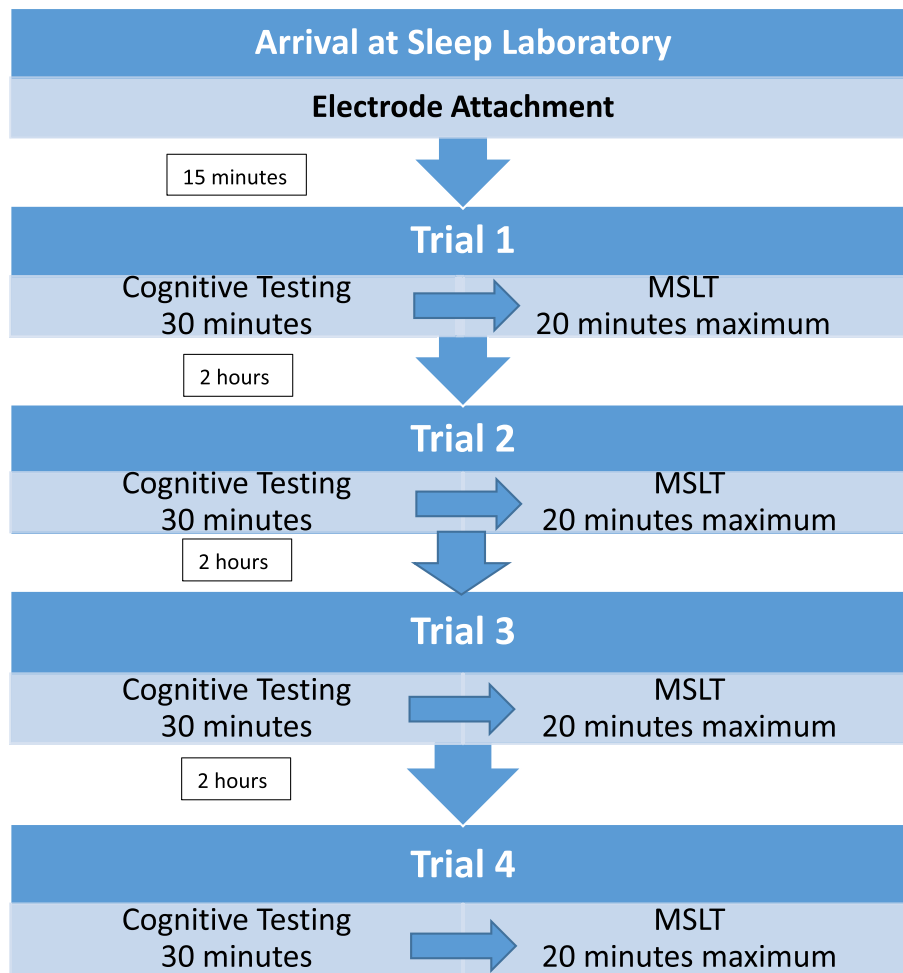 Arrival at Sleep Laboratory
Electrode Attachment
15 minutes
Trial 1
Cognitive Testing
30 minutes
MSLT
20 minutes maximum
2 hours
Trial 2
Cognitive Testing
30 minutes
MSLT
20 minutes maximum
2 hours
Trial 3
Cognitive Testing
30 minutes
MSLT
20 minutes maximum
2 hours
Trial 4
Cognitive Testing
30 minutes
MSLT
20 minutes maximum